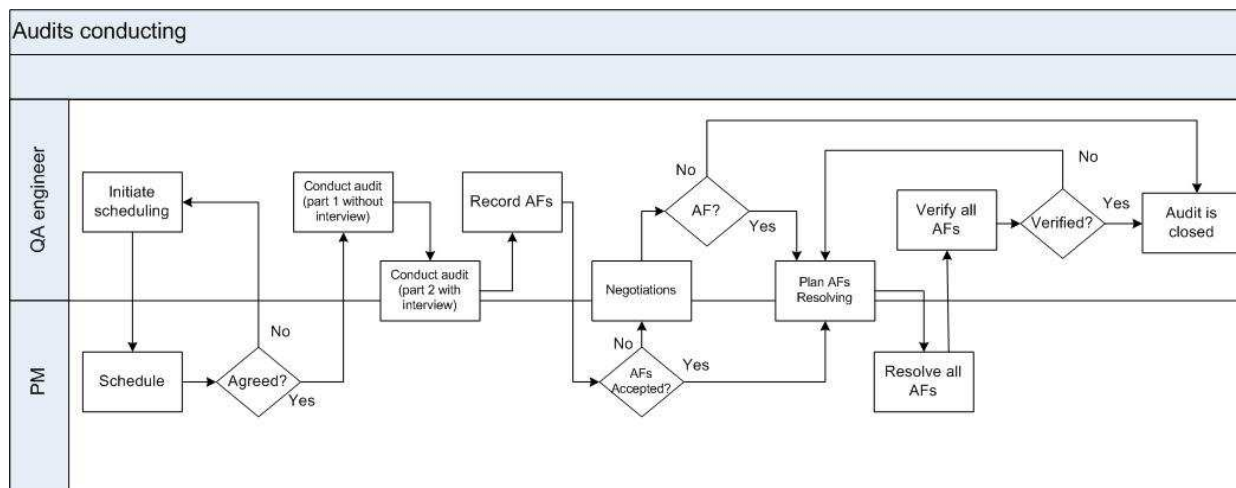 Audits conducting
QA engineer
PM
Initiate
scheduling
Schedule
Agreed?
No
Yes
Conduct audit
(part 1 without
interview)
Conduct audit
(part 2 with
interview)
Record AFs
AFs
Accepted?
No
Yes
Negotiations
AF?
No
Yes
Plan AFs
Resolving
Resolve all
AFs
Verify all
AFs
Verified?
No
Yes
Audit is
closed